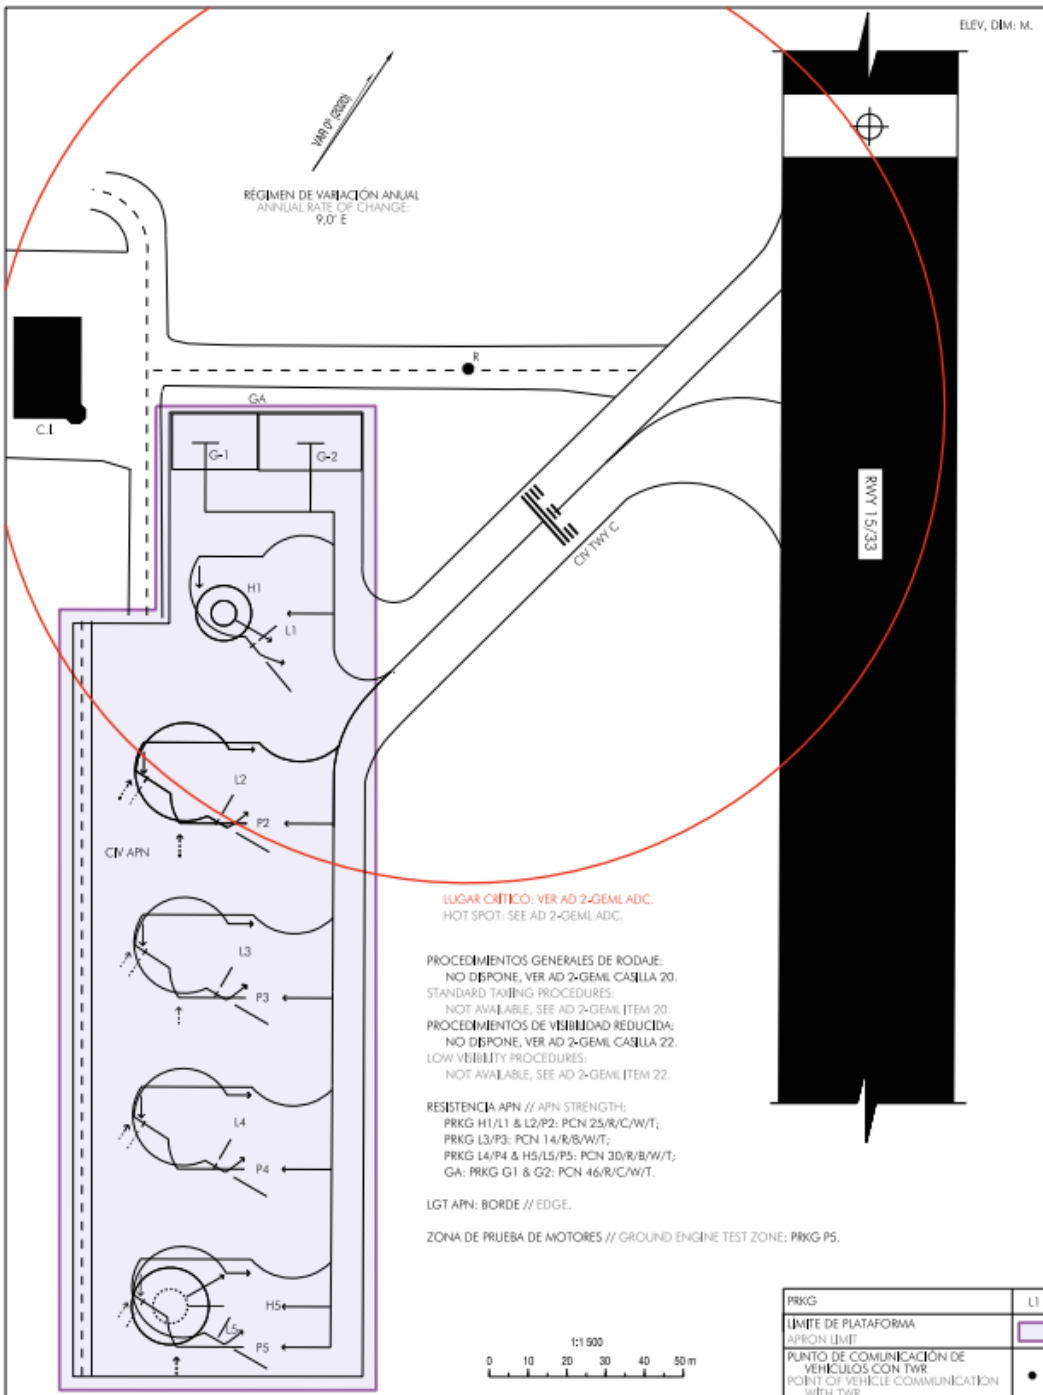 ELEV, DIM: M.
VAR 0° (2020)
RÉGIMEN DE VARIACIÓN ANUAL
ANNUAL RATE OF CHANGE:
9,0' E
R
GA
C.I.
G-1
G-2
RWY 15/33
CIV TWY C
H1
L1
L2
P2
CIV APN
L3
P3
L4
P4
H5
L5
P5
LUGAR CRÍTICO: VER AD 2-GEML ADC.
HOT SPOT: SEE AD 2-GEML ADC.
PROCEDIMIENTOS GENERALES DE RODAJE:
NO DISPONE, VER AD 2-GEML CASILLA 20.
STANDARD TAXIING PROCEDURES:
NOT AVAILABLE, SEE AD 2-GEML ITEM 20.
PROCEDIMIENTOS DE VISIBILIDAD REDUCIDA:
NO DISPONE, VER AD 2-GEML CASILLA 22.
LOW VISIBILITY PROCEDURES:
NOT AVAILABLE, SEE AD 2-GEML ITEM 22.
RESISTENCIA APN // APN STRENGTH:
PRKG H1/L1 & L2/P2: PCN 25/R/C/W/T;
PRKG L3/P3: PCN 14/R/B/W/T;
PRKG L4/P4 & H5/L5/P5: PCN 30/R/B/W/T;
GA: PRKG G1 & G2: PCN 46/R/C/W/T.
LGT APN: BORDE // EDGE.
ZONA DE PRUEBA DE MOTORES // GROUND ENGINE TEST ZONE: PRKG P5.
1:1 500
0 10 20 30 40 50 m
PRKG L1
LÍMITE DE PLATAFORMA
APRON LIMIT
PUNTO DE COMUNICACIÓN DE
VEHÍCULOS CON TWR
POINT OF VEHICLE COMMUNICATION
WITH TWR